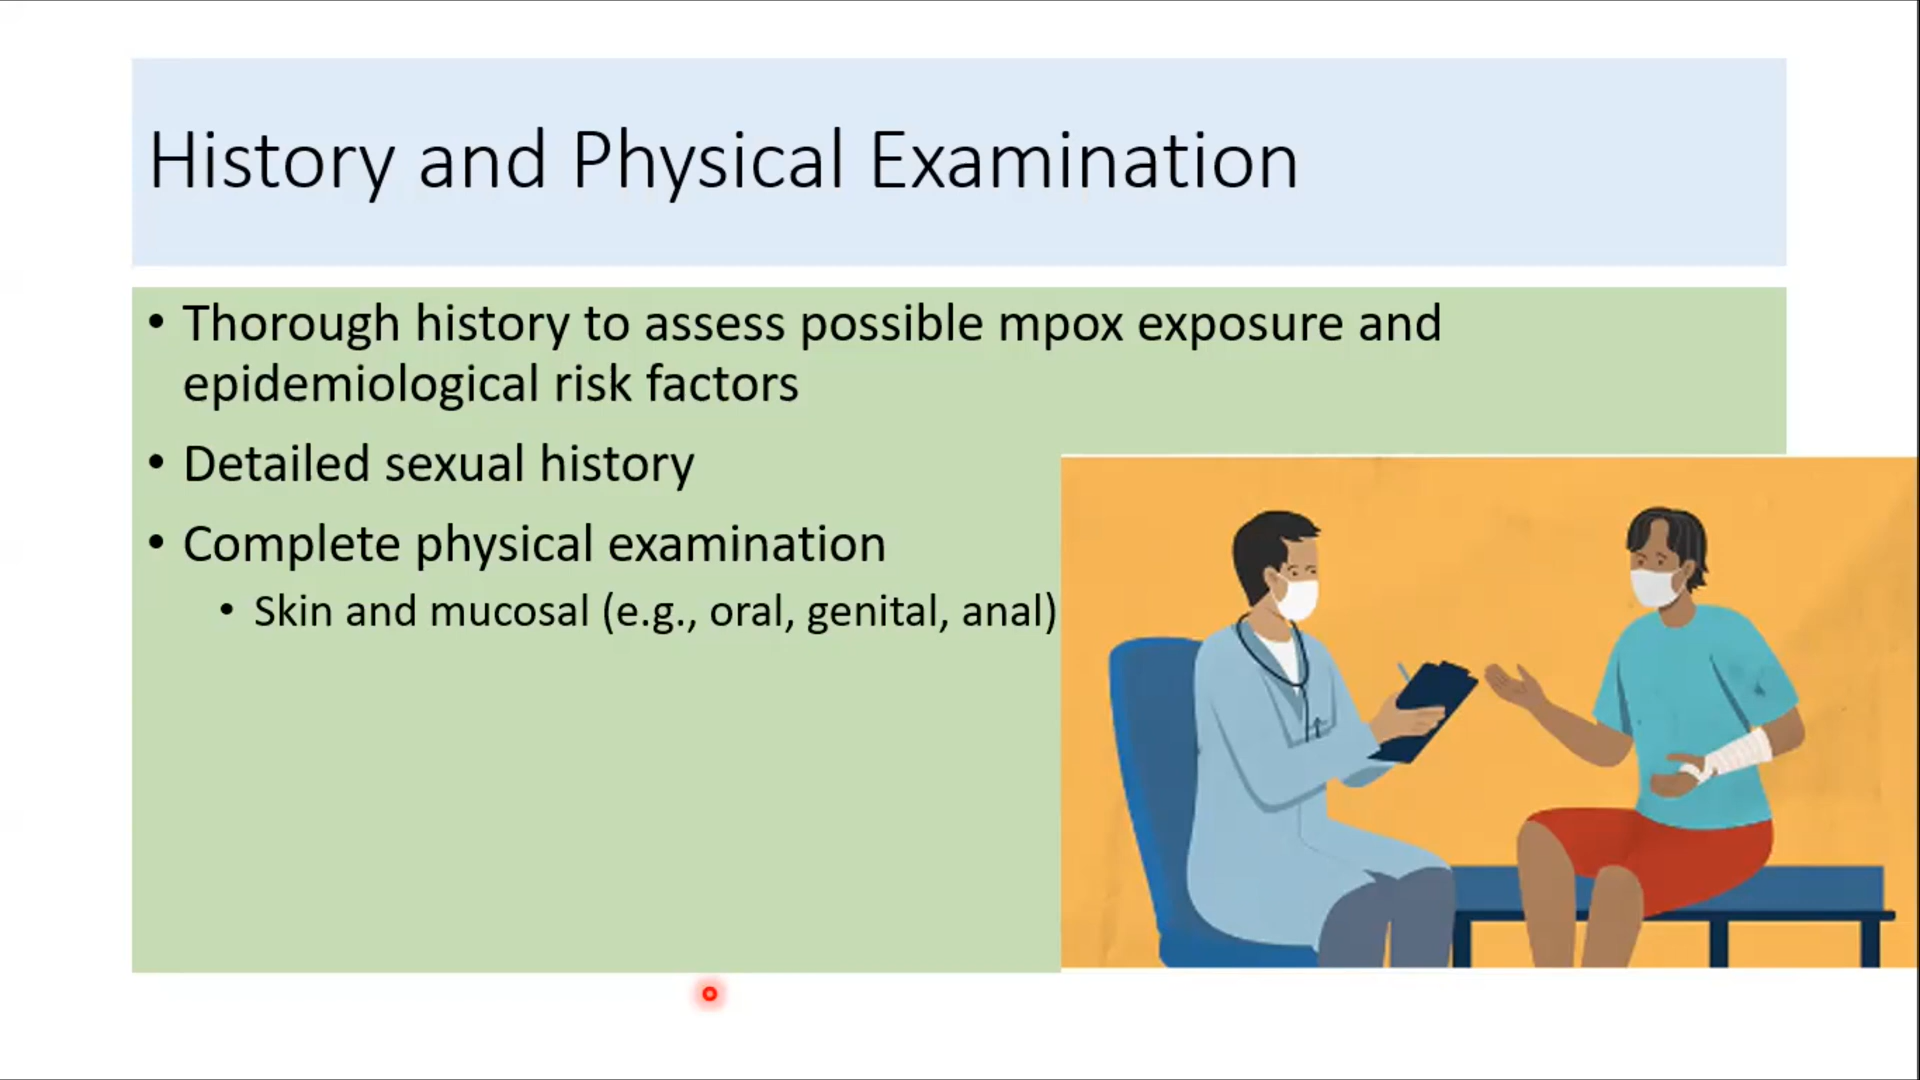 History and Physical Examination
• Thorough history to assess possible mpox exposure and
epidemiological risk factors
• Detailed sexual history
• Complete physical examination
• Skin and mucosal (e.g., oral, genital, anal)